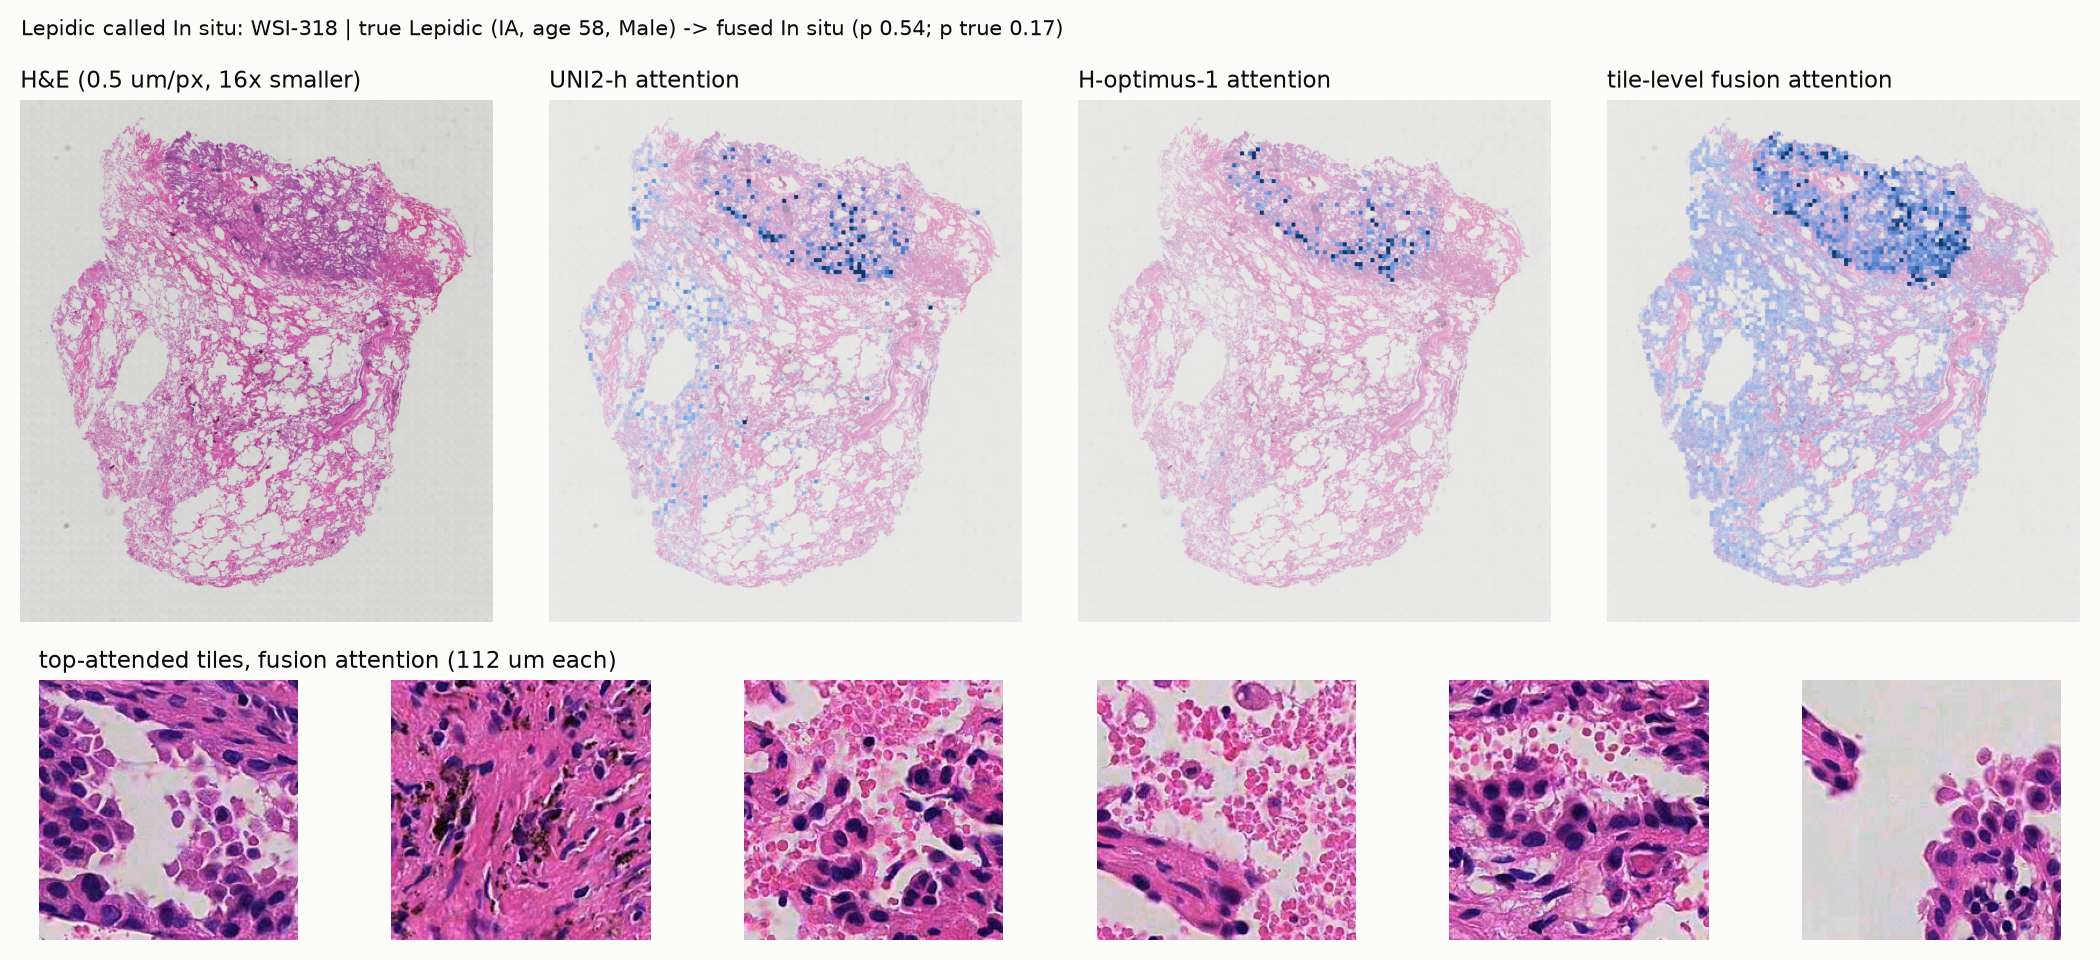 Lepidic called In situ: WSI-318 | true Lepidic (IA, age 58, Male) -> fused In situ (p 0.54; p true 0.17)
H&E (0.5 um/px, 16x smaller)
UNI2-h attention
H-optimus-1 attention
tile-level fusion attention
top-attended tiles, fusion attention (112 um each)